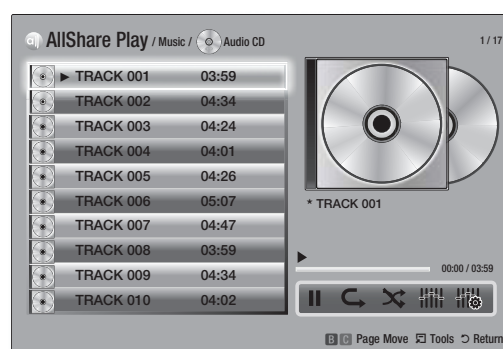 AllShare Play / Music / Audio CD 1 / 17
TRACK 001 03:59
TRACK 002 04:34
TRACK 003 04:24
TRACK 004 04:01
TRACK 005 04:26
TRACK 006 05:07
TRACK 007 04:47
TRACK 008 03:59
TRACK 009 04:34
TRACK 010 04:02
* TRACK 001
00:00 / 03:59
B C Page Move Tools Return